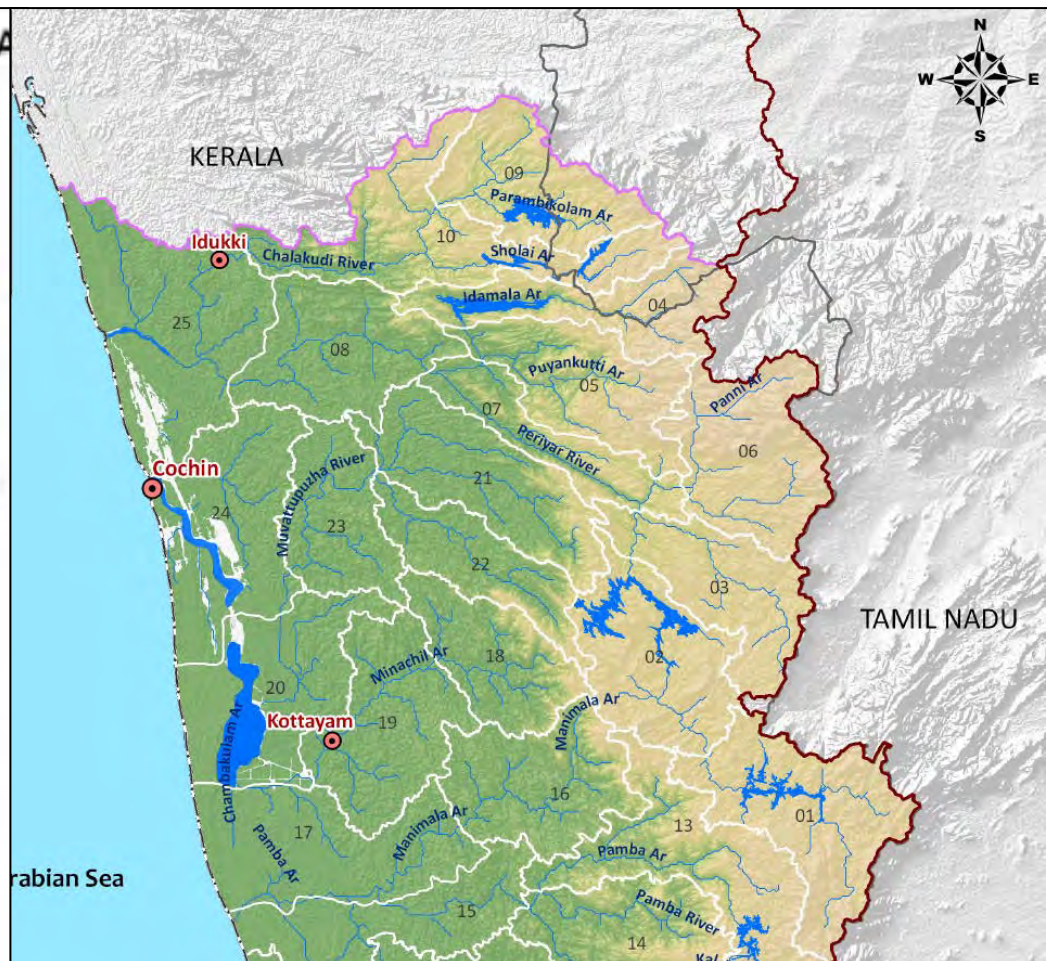 A
N
W
E
S
KERALA
09
Parambikolam Ar
Idukki
10
Sholai Ar
Chalakudi River
Idamala Ar
04
25
08
Puyankutti Ar
05
Panni Ar
07
Periyar River
06
Cochin
21
24
Muvattupuzha River
23
22
03
TAMIL NADU
02
18
Minachil Ar
20
Manimala Ar
Kottayam
19
Chambakulam Ar
16
01
17
Manimala Ar
13
Pamba Ar
Pamba Ar
rabian Sea
15
Pamba River
14
Kal